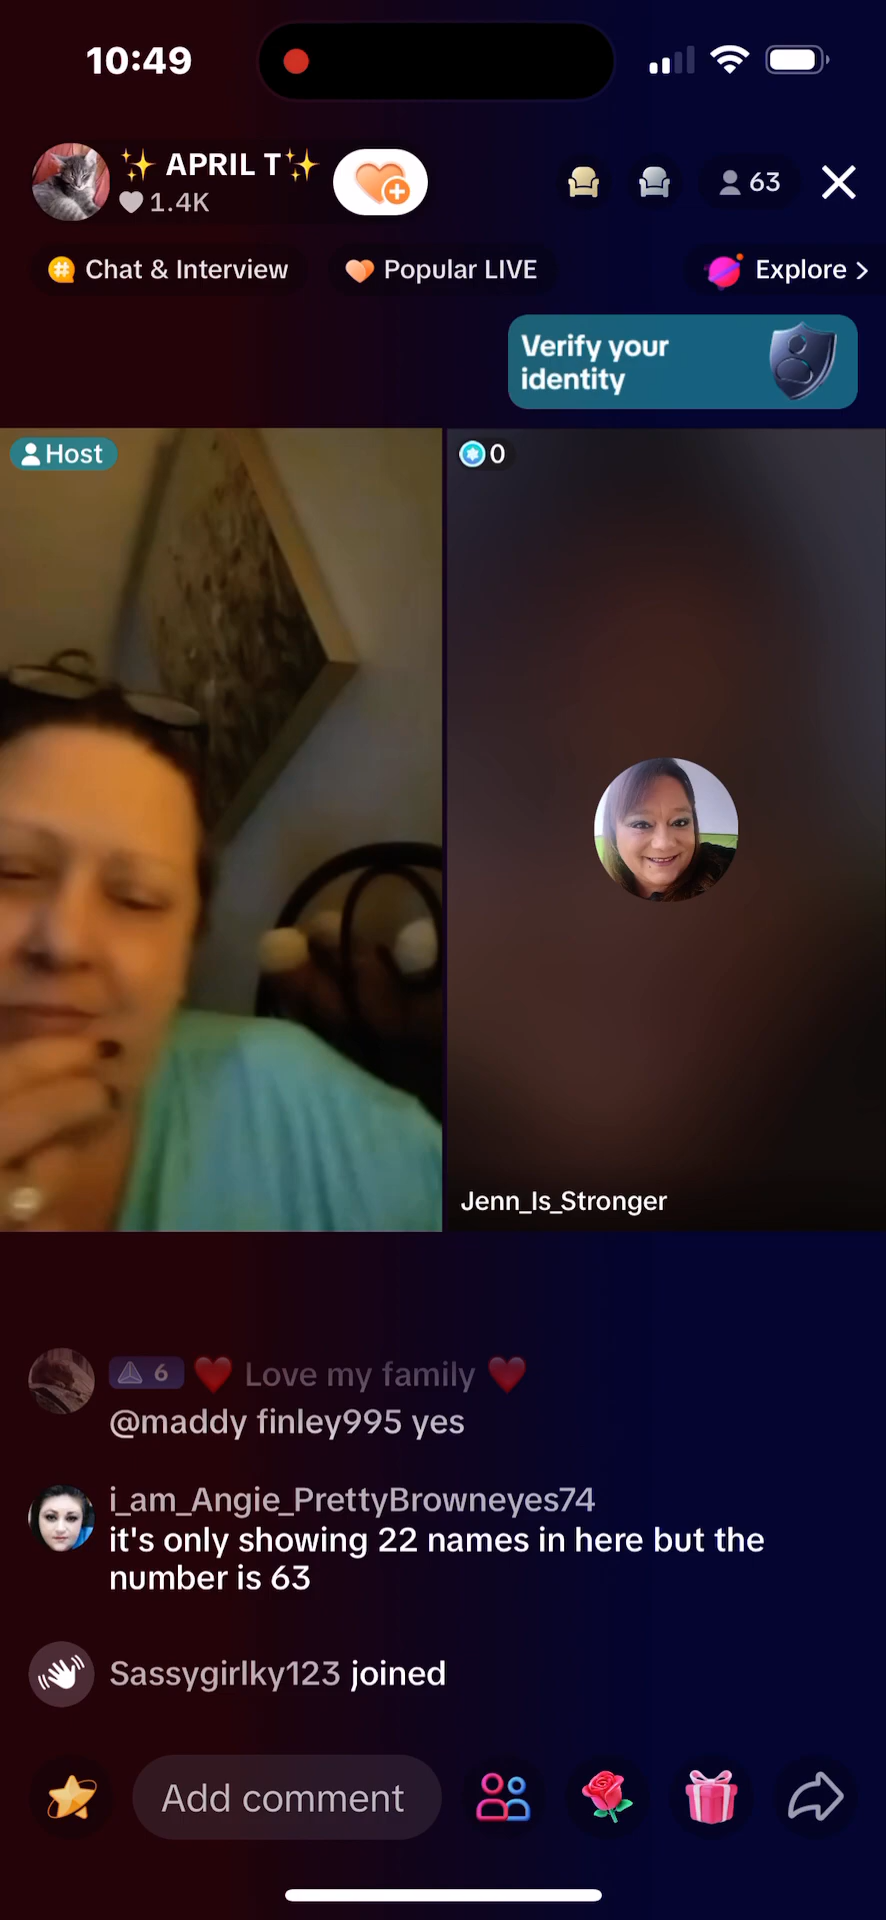 10:49
✨ APRIL T✨
1.4K
63
Chat & Interview
Popular LIVE
Explore >
Verify your
identity
Host
0
Jenn_Is_Stronger
6 ❤️ Love my family ❤️
@maddy finley995 yes
i_am_Angie_PrettyBrowneyes74
it's only showing 22 names in here but the
number is 63
Sassygirlky123 joined
Add comment